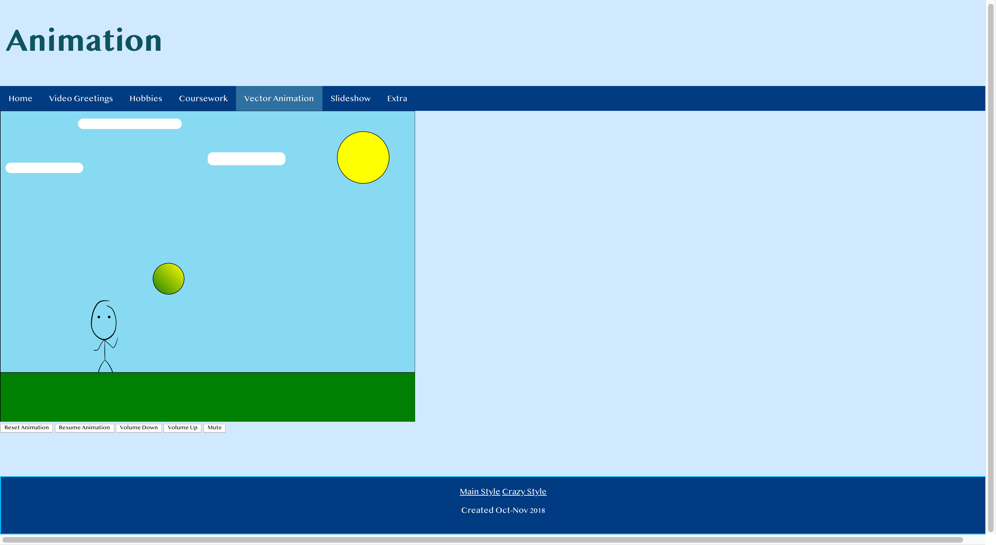 Animation
Home Video Greetings Hobbies Coursework Vector Animation Slideshow Extra
Reset Animation Resume Animation Volume Down Volume Up Mute
Main Style Crazy Style
Created Oct-Nov 2018